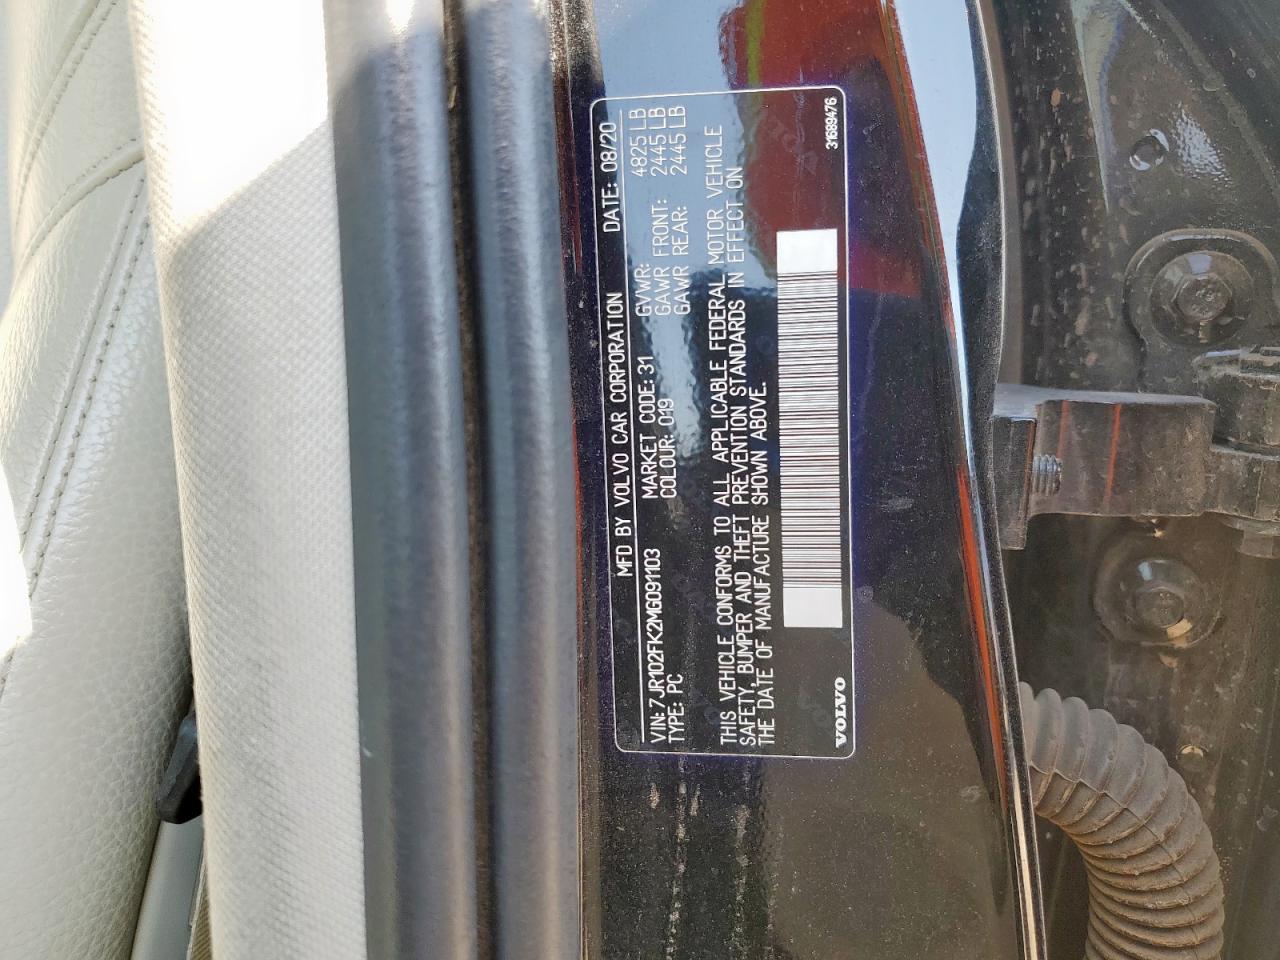 MFD BY VOLVO CAR CORPORATION DATE: 08/20
VIN: 7JR102FK2MG091103 MARKET CODE: 31 GVWR: 4825 LB
TYPE: PC COLOUR: 019 GAWR FRONT: 2445 LB
GAWR REAR: 2445 LB
THIS VEHICLE CONFORMS TO ALL APPLICABLE FEDERAL MOTOR VEHICLE
SAFETY, BUMPER AND THEFT PREVENTION STANDARDS IN EFFECT ON
THE DATE OF MANUFACTURE SHOWN ABOVE.
VOLVO 31689476